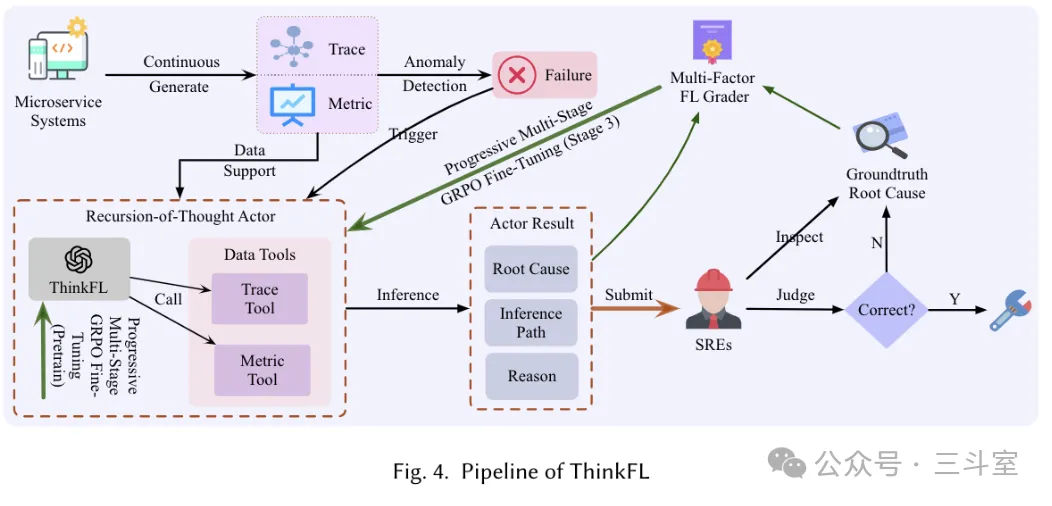 Microservice
Systems
Continuous
Generate
Trace
Metric
Anomaly
Detection
Failure
Trigger
Data
Support
Progressive Multi-Stage
GRPO Fine-Tuning (Stage 3)
Multi-Factor
FL Grader
Groundtruth
Root Cause
Recursion-of-Thought Actor
ThinkFL
Call
Data Tools
Trace
Tool
Metric
Tool
Progressive
Multi-Stage
GRPO Fine-
Tuning
(Pretrain)
Inference
Actor Result
Root Cause
Inference
Path
Reason
Submit
SREs
Inspect
Judge
Correct?
N
Y
Fig. 4. Pipeline of ThinkFL
公众号 · 三斗室